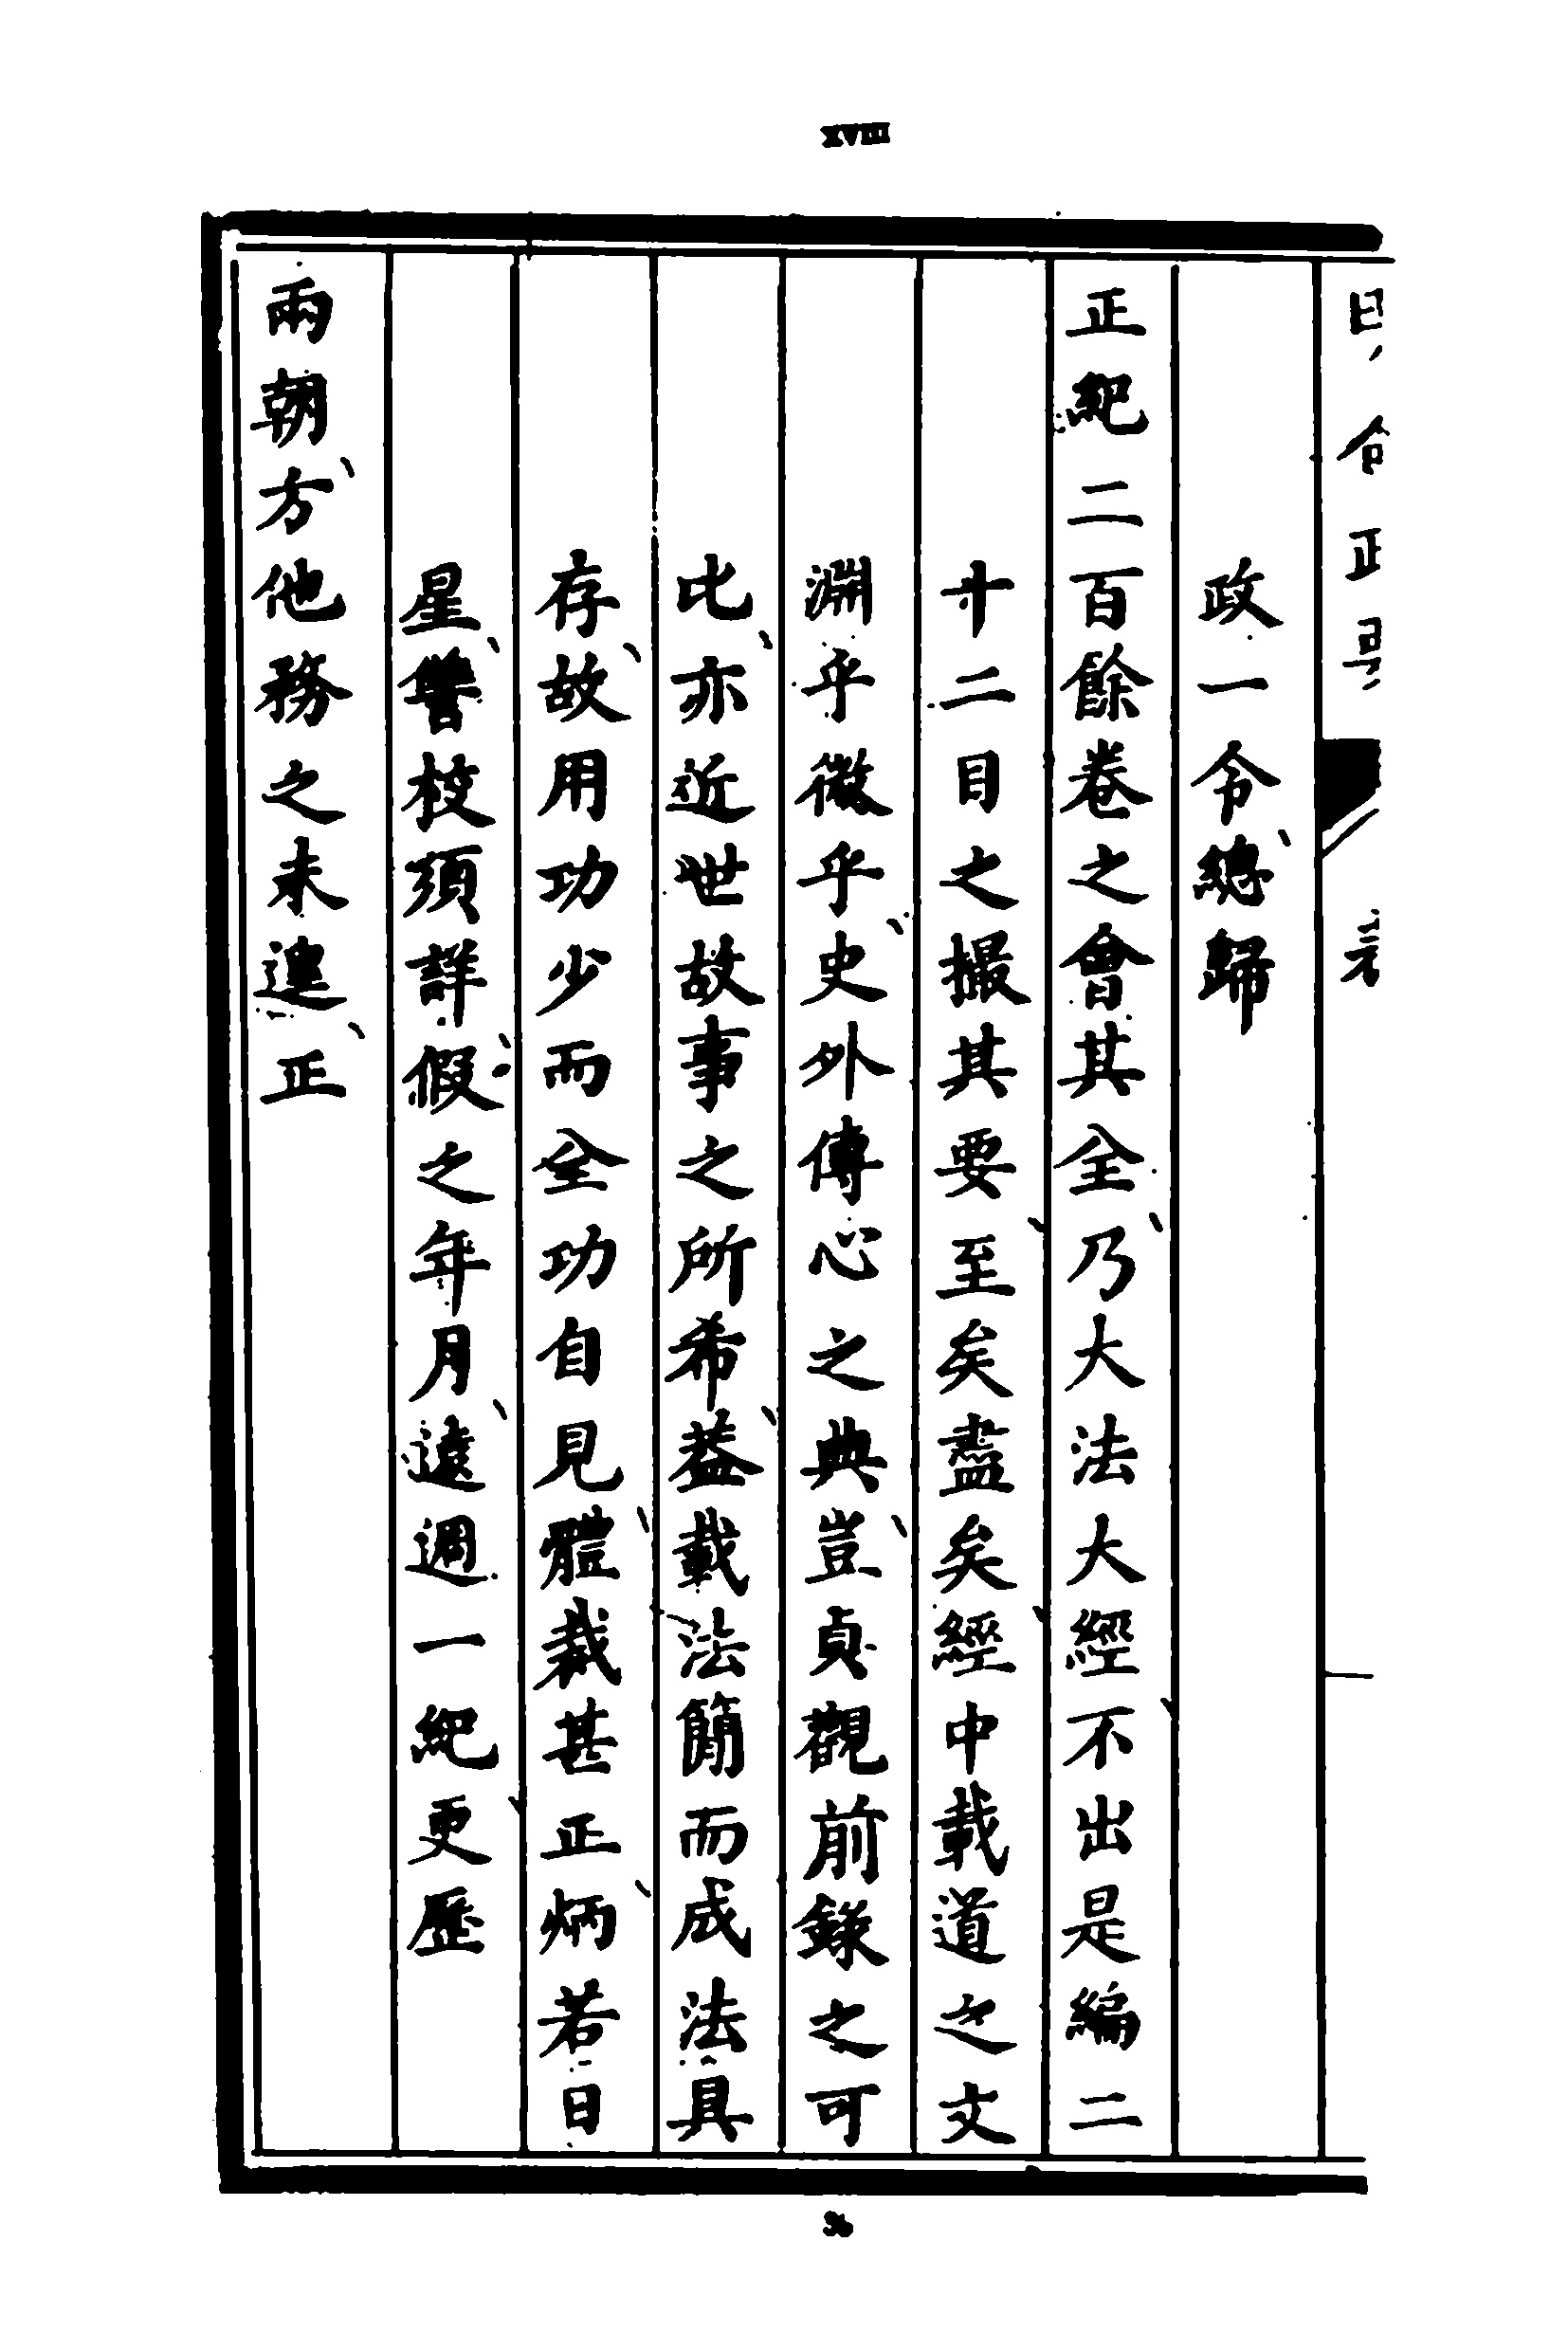 xviii
政一令總歸
正紀二百餘卷之會其全乃大法大經不出是編二
十二目之撮其要至矣盡矣經中載道之文
淵乎微乎史外傳心之典豈貞觀前錄之可
比亦近世故事之所希葢載法簡而成法具
存故用功少而全功自見體裁甚正炳若日
星讐校須詳假之年月遠週一紀更歷
兩朝方他務之未遑正